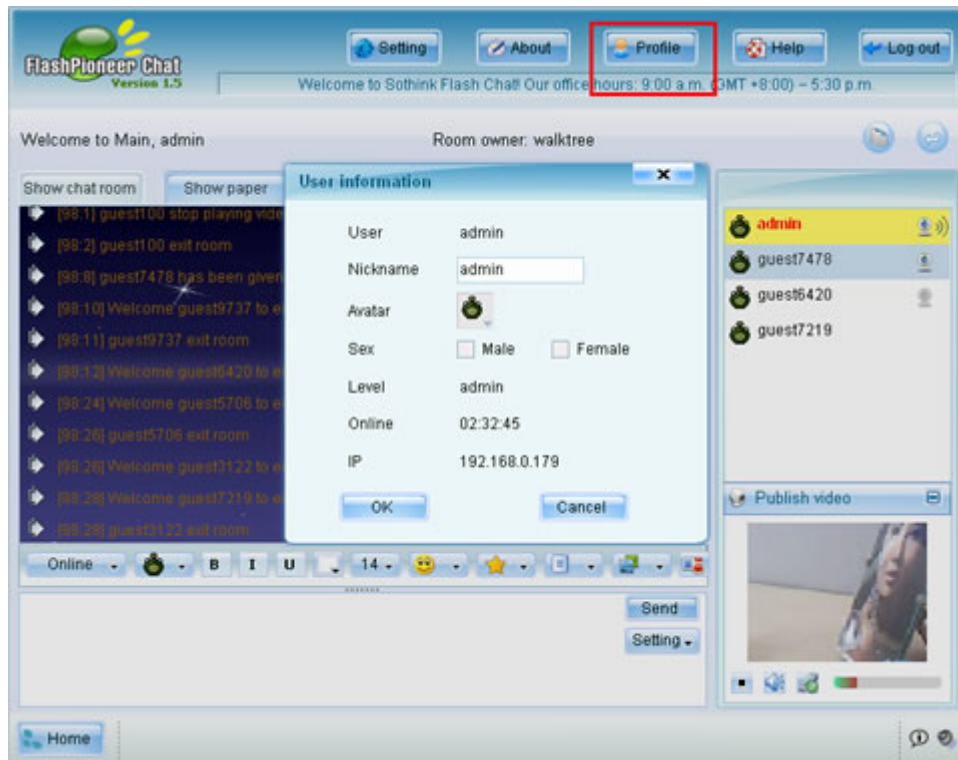 FlashPioneer Chat
Version 1.5
Setting
About
Profile
Help
Log out
Welcome to Sothink Flash Chat! Our office hours: 9:00 a.m. (GMT +8:00) – 5:30 p.m.
Welcome to Main, admin
Room owner: walktree
Show chat room
Show paper
[98:1] guest100 stop playing vide
[98:2] guest100 exit room
[98:8] guest7478 has been given
[98:10] Welcome guest9737 to e
[98:11] guest9737 exit room
[98:12] Welcome guest6420 to e
[98:24] Welcome guest5706 to e
[98:26] guest5706 exit room
[98:26] Welcome guest3122 to e
[98:28] Welcome guest7219 to e
[98:28] guest3122 exit room
User information
User admin
Nickname admin
Avatar
Sex Male Female
Level admin
Online 02:32:45
IP 192.168.0.179
OK Cancel
admin
guest7478
guest6420
guest7219
Publish video
Online B I U 14
Send
Setting
Home